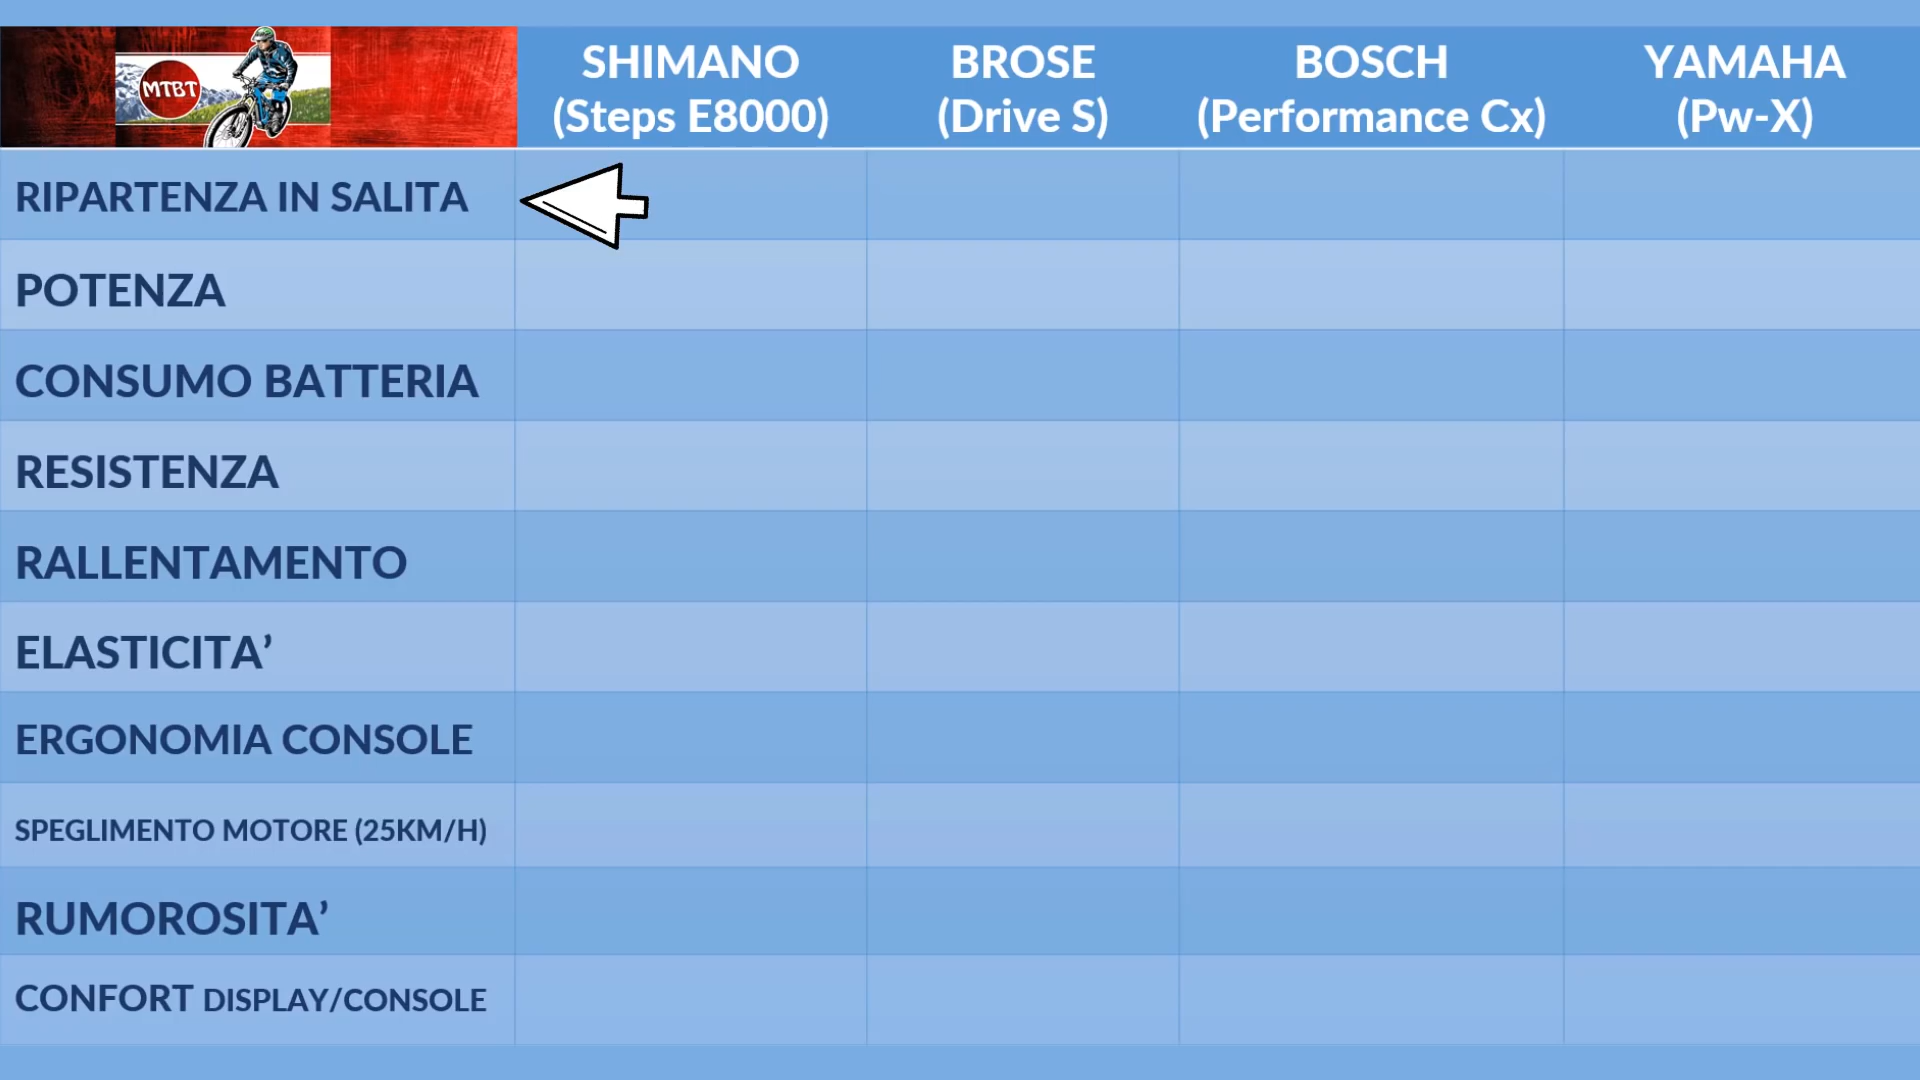 MTBT
SHIMANO
(Steps E8000)
BROSE
(Drive S)
BOSCH
(Performance Cx)
YAMAHA
(Pw-X)
RIPARTENZA IN SALITA
POTENZA
CONSUMO BATTERIA
RESISTENZA
RALLENTAMENTO
ELASTICITA’
ERGONOMIA CONSOLE
SPEGLIMENTO MOTORE (25KM/H)
RUMOROSITA’
CONFORT DISPLAY/CONSOLE